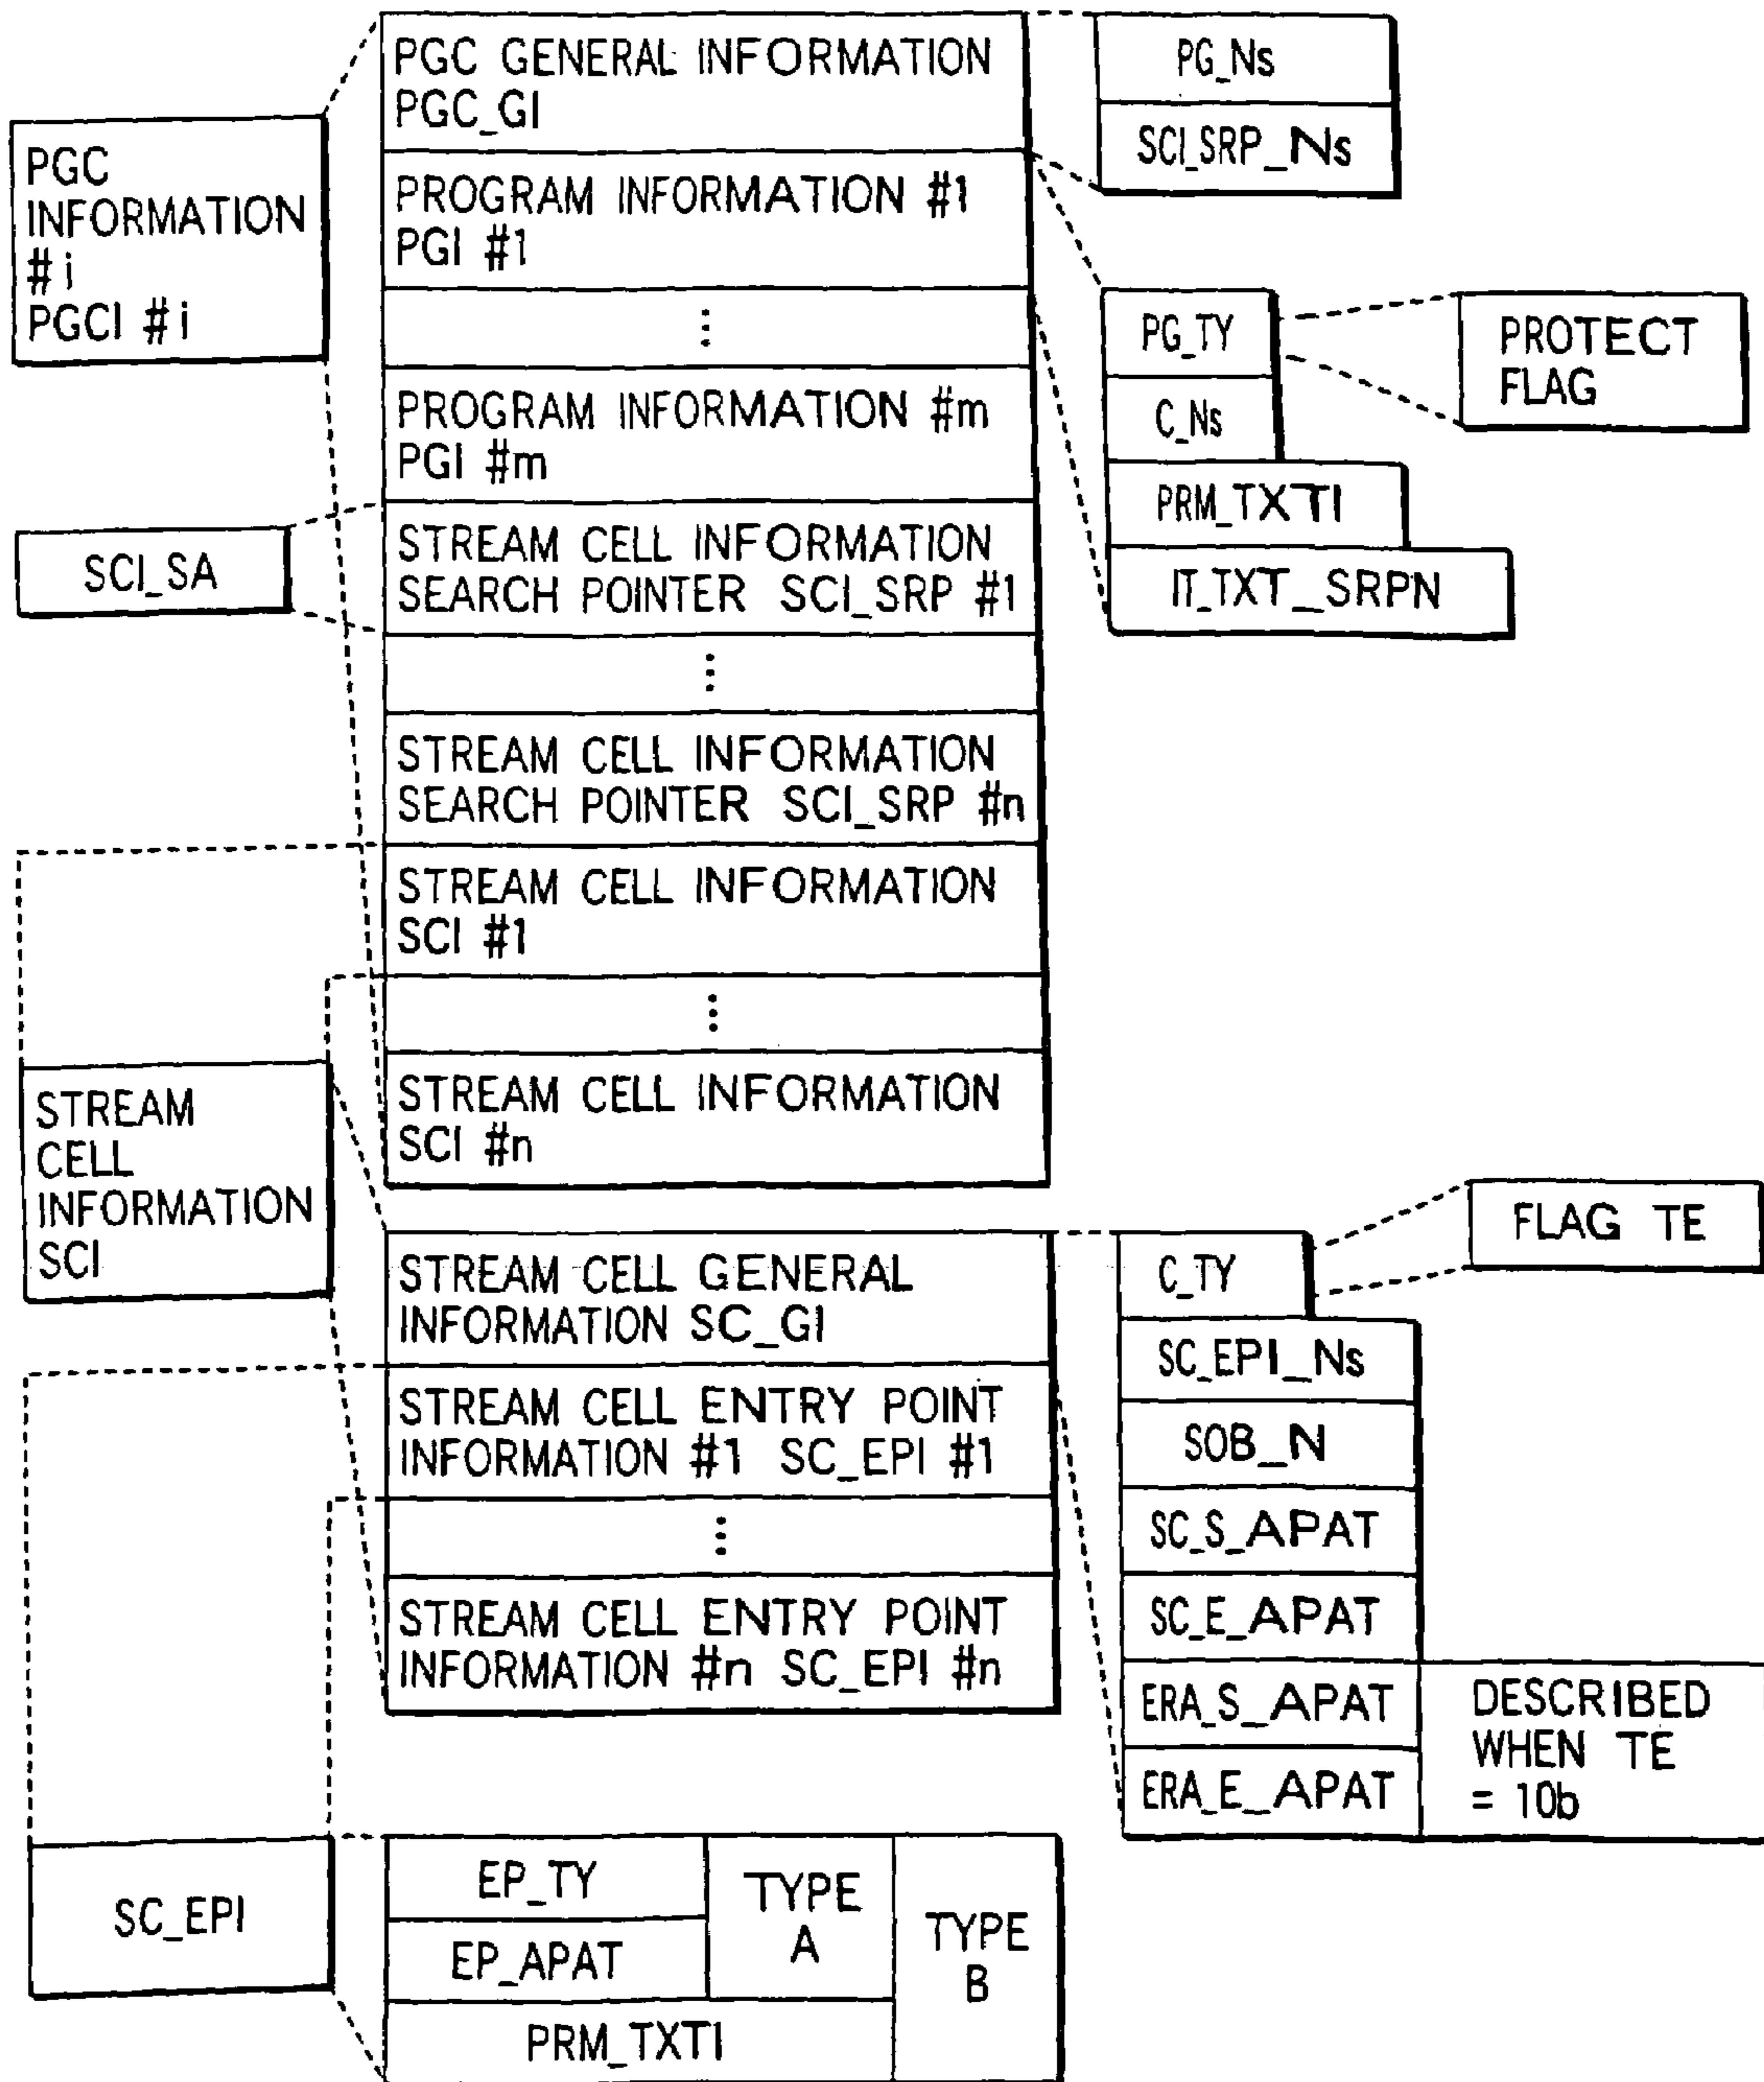 PGC
INFORMATION
# i
PGCI # i
PGC GENERAL INFORMATION
PGC_GI
PROGRAM INFORMATION #1
PGI #1
⋮
PROGRAM INFORMATION #m
PGI #m
STREAM CELL INFORMATION
SEARCH POINTER SCI_SRP #1
⋮
STREAM CELL INFORMATION
SEARCH POINTER SCI_SRP #n
STREAM CELL INFORMATION
SCI #1
⋮
STREAM CELL INFORMATION
SCI #n
PG_Ns
SCI_SRP_Ns
PG_TY
C_Ns
PRM_TXTI
IT_TXT_SRPN
PROTECT
FLAG
SCI_SA
STREAM
CELL
INFORMATION
SCI
STREAM CELL GENERAL
INFORMATION SC_GI
STREAM CELL ENTRY POINT
INFORMATION #1 SC_EPI #1
⋮
STREAM CELL ENTRY POINT
INFORMATION #n SC_EPI #n
C_TY
SC_EPI_Ns
SOB_N
SC_S_APAT
SC_E_APAT
ERA_S_APAT
ERA_E_APAT
FLAG TE
DESCRIBED
WHEN TE
= 10b
SC_EPI
EP_TY
EP_APAT
PRM_TXTI
TYPE
A
TYPE
B